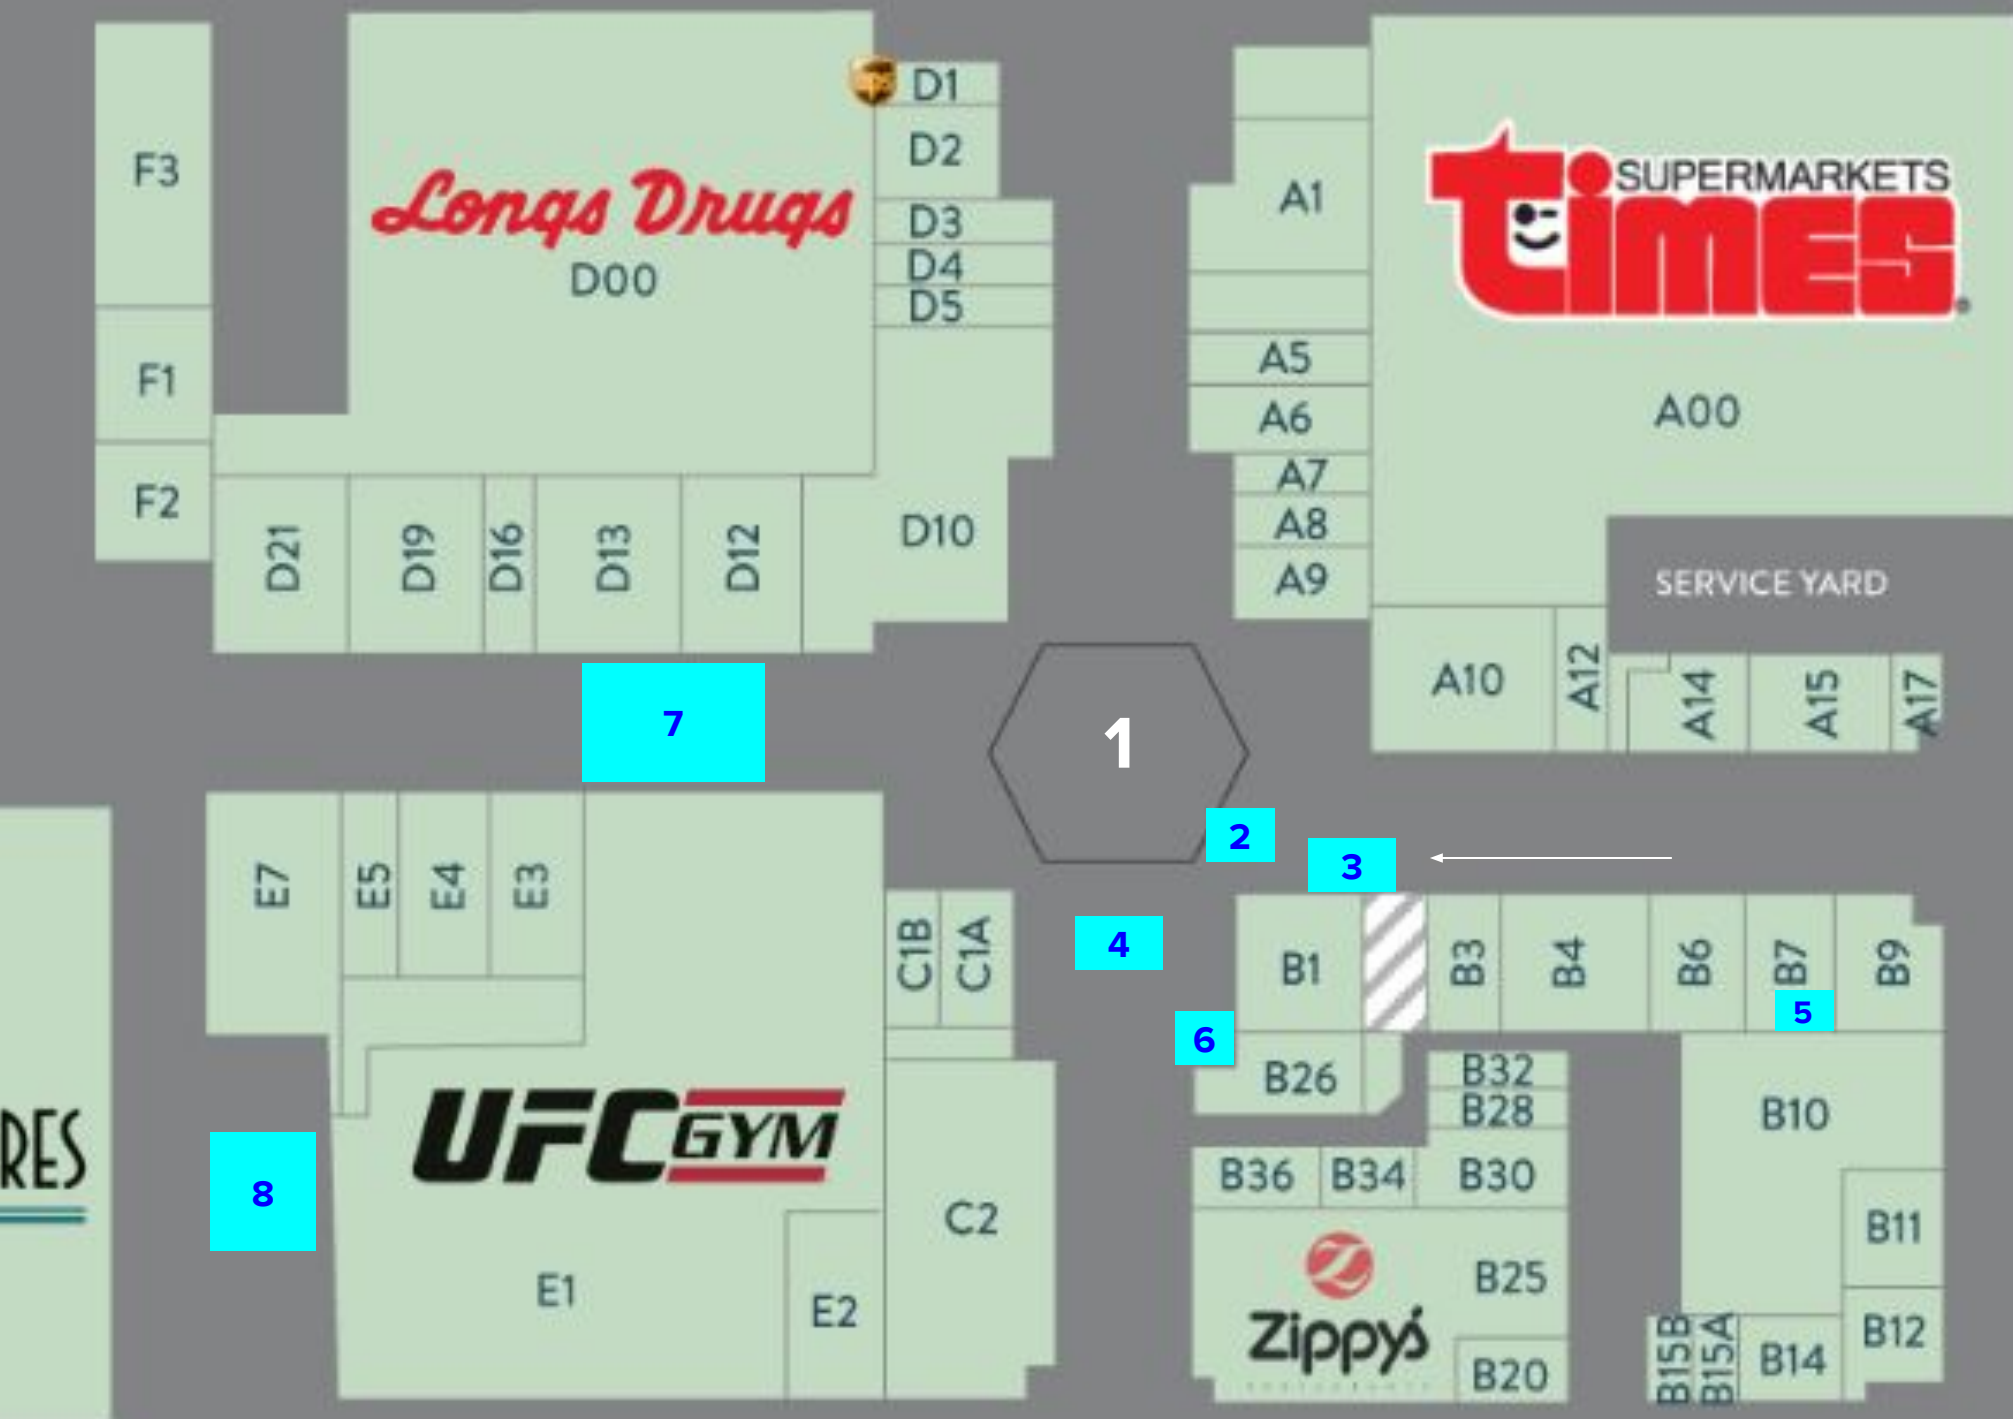 F3
F1
F2
Longs Drugs
D00
D1
D2
D3
D4
D5
D10
D21
D19
D16
D13
D12
A1
A5
A6
A7
A8
A9
SUPERMARKETS
TIMES
A00
SERVICE YARD
A10
A12
A14
A15
A17
1
2
3
4
5
6
7
8
E7
E5
E4
E3
C1B
C1A
B1
B3
B4
B6
B7
B9
B26
B32
B28
B30
B36
B34
B10
B11
B12
B14
B15B
B15A
RES
UFC GYM
E1
E2
C2
Zippy's
B25
B20